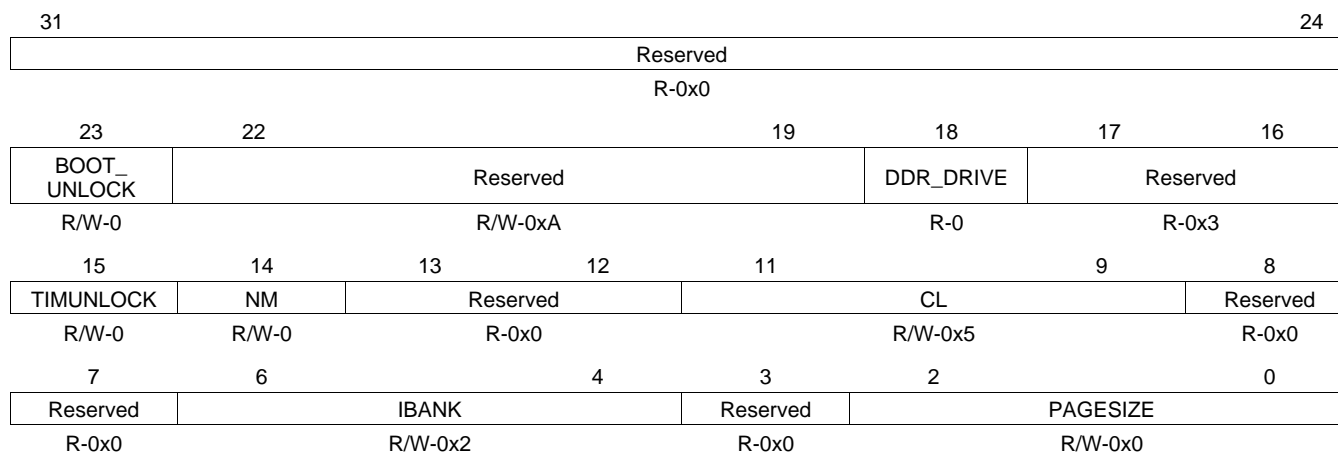 31 24
Reserved
R-0x0
23 22 19 18 17 16
BOOT_
UNLOCK Reserved DDR_DRIVE Reserved
R/W-0 R/W-0xA R-0 R-0x3
15 14 13 12 11 9 8
TIMUNLOCK NM Reserved CL Reserved
R/W-0 R/W-0 R-0x0 R/W-0x5 R-0x0
7 6 4 3 2 0
Reserved IBANK Reserved PAGESIZE
R-0x0 R/W-0x2 R-0x0 R/W-0x0